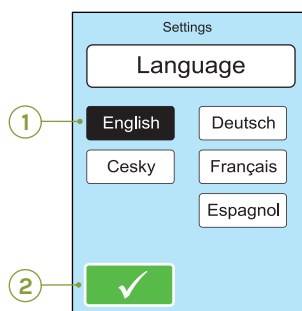 Settings
Language
1 English Deutsch
Cesky Français
Espagnol
2